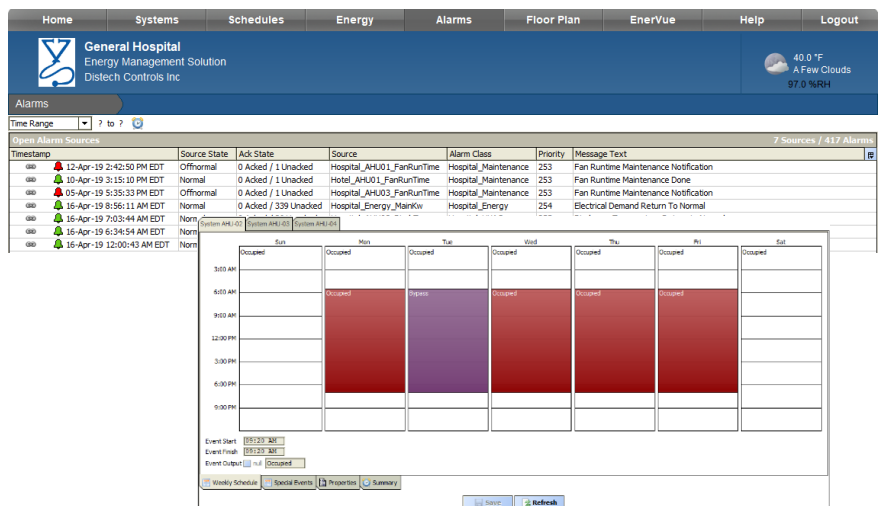 Home Systems Schedules Energy Alarms Floor Plan EnerVue Help Logout
General Hospital
Energy Management Solution
Distech Controls Inc
40.0 °F
A Few Clouds
97.0 %RH
Alarms
Time Range ? to ?
Open Alarm Sources 7 Sources / 417 Alarms
Timestamp Source State Ack State Source Alarm Class Priority Message Text
12-Apr-19 2:42:50 PM EDT Offnormal 0 Acked / 1 Unacked Hospital_AHU01_FanRunTime Hospital_Maintenance 253 Fan Runtime Maintenance Notification
10-Apr-19 3:15:10 PM EDT Normal 0 Acked / 1 Unacked Hotel_AHU01_FanRunTime Hospital_Maintenance 253 Fan Runtime Maintenance Done
05-Apr-19 5:35:33 PM EDT Offnormal 0 Acked / 1 Unacked Hospital_AHU03_FanRunTime Hospital_Maintenance 253 Fan Runtime Maintenance Notification
16-Apr-19 8:56:11 AM EDT Normal 0 Acked / 339 Unacked Hospital_Energy_MainKw Hospital_Energy 254 Electrical Demand Return To Normal
16-Apr-19 7:03:44 AM EDT
16-Apr-19 6:34:54 AM EDT Norm
16-Apr-19 12:00:43 AM EDT Norm
System AHU-02 System AHU-03 System AHU-04
Sun Mon Tue Wed Thu Fri Sat
Occupied Occupied Occupied Occupied Occupied Occupied Occupied
3:00 AM
6:00 AM Occupied Bypass Occupied Occupied Occupied
9:00 AM
12:00 PM
3:00 PM
6:00 PM
9:00 PM
Event Start 09:20 AM
Event Finish 09:20 AM
Event Output null Occupied
Weekly Schedule Special Events Properties Summary
Save Refresh